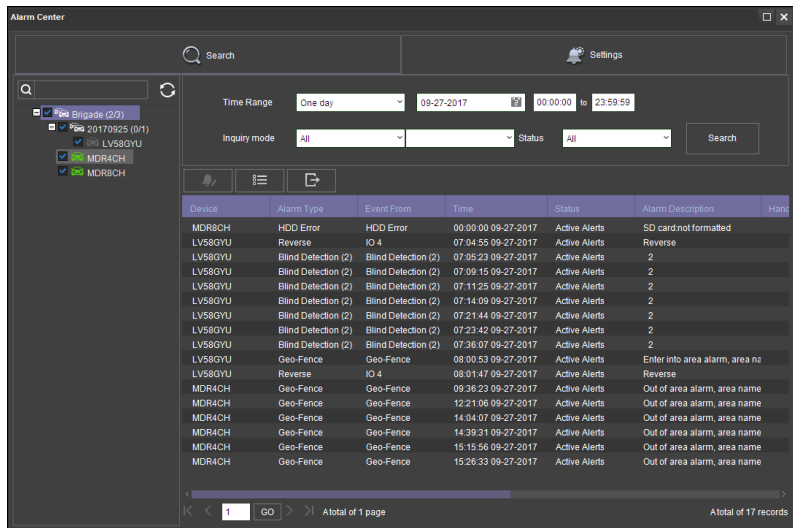 Alarm Center
Search
Settings
Time Range One day 09-27-2017 00:00:00 to 23:59:59
Inquiry mode All Status All Search
Brigade (2/3)
20170925 (0/1)
LV58GYU
MDR4CH
MDR8CH
Device Alarm Type Event From Time Status Alarm Description Hand
MDR8CH HDD Error HDD Error 00:00:00 09-27-2017 Active Alerts SD card:not formatted
LV58GYU Reverse IO 4 07:04:55 09-27-2017 Active Alerts Reverse
LV58GYU Blind Detection (2) Blind Detection (2) 07:05:23 09-27-2017 Active Alerts 2
LV58GYU Blind Detection (2) Blind Detection (2) 07:09:15 09-27-2017 Active Alerts 2
LV58GYU Blind Detection (2) Blind Detection (2) 07:11:25 09-27-2017 Active Alerts 2
LV58GYU Blind Detection (2) Blind Detection (2) 07:14:09 09-27-2017 Active Alerts 2
LV58GYU Blind Detection (2) Blind Detection (2) 07:21:44 09-27-2017 Active Alerts 2
LV58GYU Blind Detection (2) Blind Detection (2) 07:23:42 09-27-2017 Active Alerts 2
LV58GYU Blind Detection (2) Blind Detection (2) 07:36:07 09-27-2017 Active Alerts 2
LV58GYU Geo-Fence Geo-Fence 08:00:53 09-27-2017 Active Alerts Enter into area alarm, area na
LV58GYU Reverse IO 4 08:01:47 09-27-2017 Active Alerts Reverse
MDR4CH Geo-Fence Geo-Fence 09:36:23 09-27-2017 Active Alerts Out of area alarm, area name
MDR4CH Geo-Fence Geo-Fence 12:21:06 09-27-2017 Active Alerts Out of area alarm, area name
MDR4CH Geo-Fence Geo-Fence 14:04:07 09-27-2017 Active Alerts Out of area alarm, area name
MDR4CH Geo-Fence Geo-Fence 14:39:31 09-27-2017 Active Alerts Out of area alarm, area name
MDR4CH Geo-Fence Geo-Fence 15:15:56 09-27-2017 Active Alerts Out of area alarm, area name
MDR4CH Geo-Fence Geo-Fence 15:26:33 09-27-2017 Active Alerts Out of area alarm, area name
1 GO A total of 1 page A total of 17 records